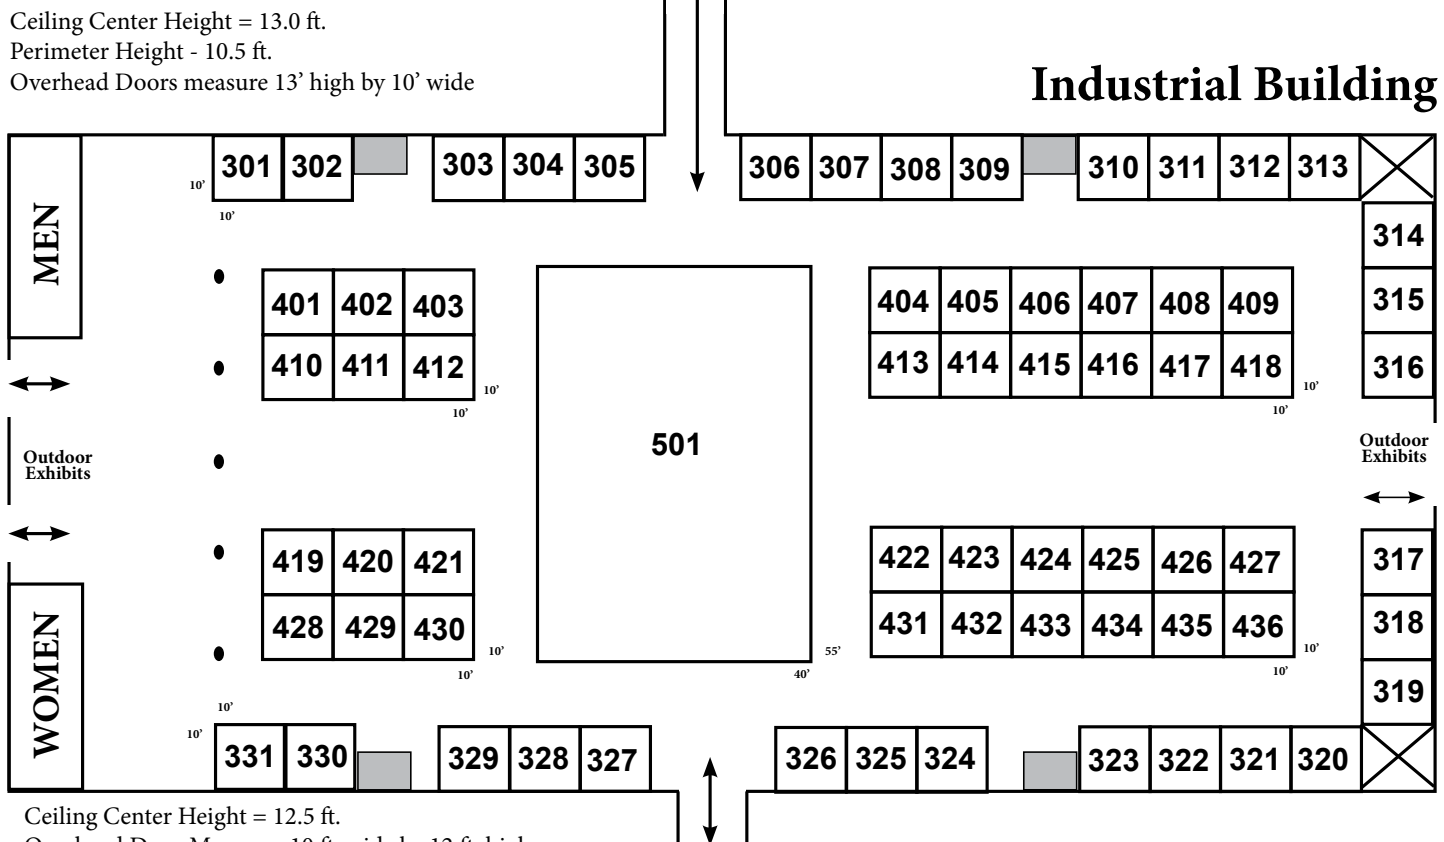 Ceiling Center Height = 13.0 ft.
Perimeter Height - 10.5 ft.
Overhead Doors measure 13’ high by 10’ wide
Industrial Building
MEN
301 302 303 304 305 306 307 308 309 310 311 312 313
10’
10’
314
401 402 403 404 405 406 407 408 409 315
410 411 412 413 414 415 416 417 418 316
10’ 10’
10’ 10’
501
Outdoor
Exhibits
Outdoor
Exhibits
419 420 421 422 423 424 425 426 427 317
428 429 430 431 432 433 434 435 436 318
10’ 55’ 10’
10’ 40’ 10’
319
WOMEN
10’
10’
331 330 329 328 327 326 325 324 323 322 321 320
Ceiling Center Height = 12.5 ft.